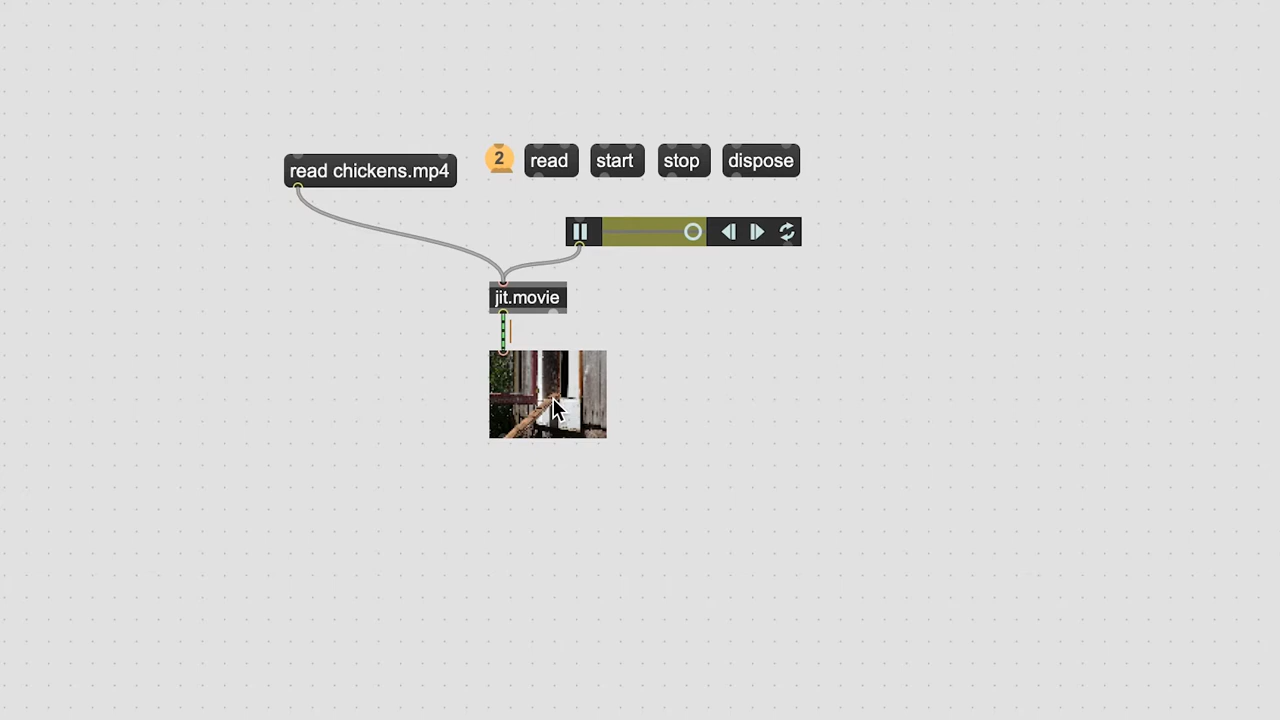 read chickens.mp4
2
read
start
stop
dispose
jit.movie